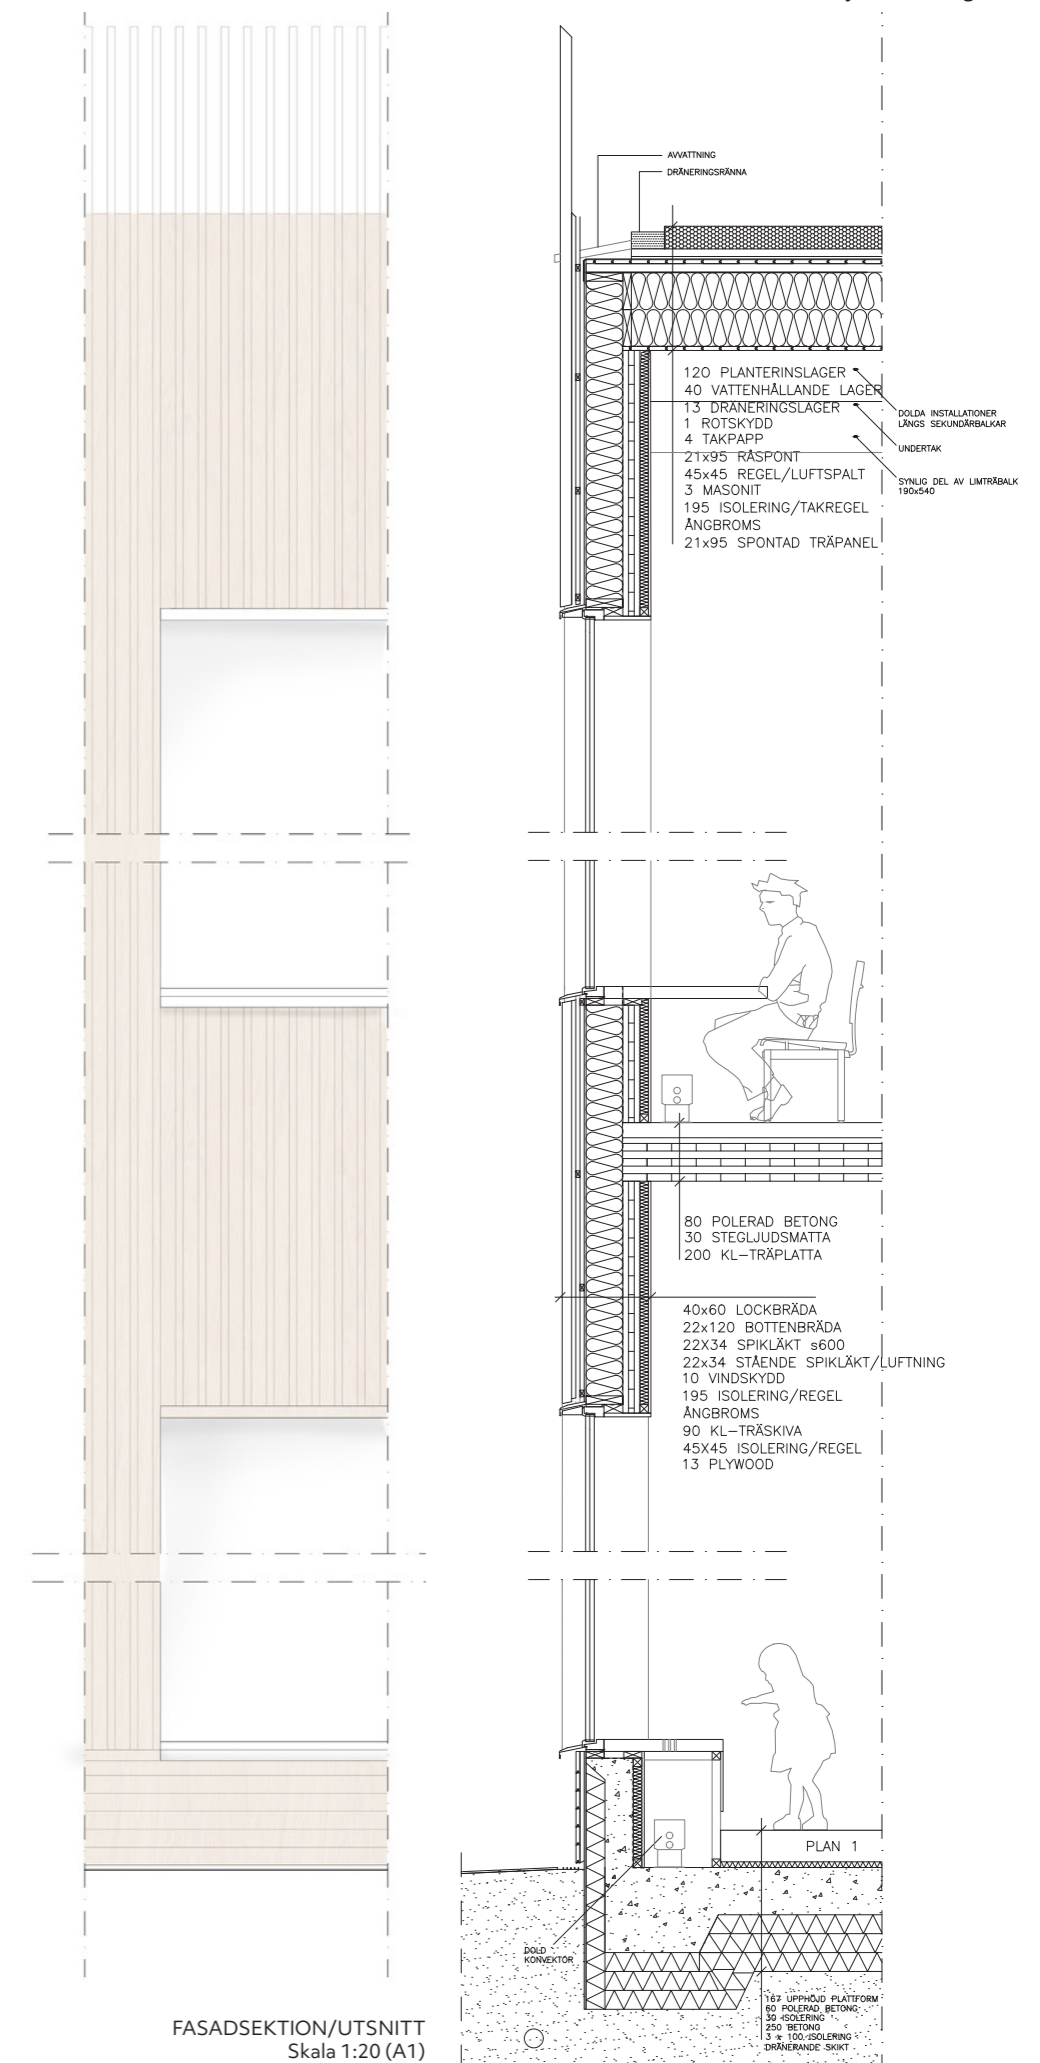 AVVATTNING
DRÄNERINGSRÄNNA
120 PLANTERINSLAGER
40 VATTENHÅLLANDE LAGER
13 DRÄNERINGSLAGER
1 ROTSKYDD
4 TAKPAPP
21x95 RÅSPONT
45x45 REGEL/LUFTSPALT
3 MASONIT
195 ISOLERING/TAKREGEL
ÅNGBROMS
21x95 SPONTAD TRÄPANEL
DOLDA INSTALLATIONER
LÄNGS SEKUNDÄRBALKAR
UNDERTAK
SYNLIG DEL AV LIMTRÄBALK
190x540
80 POLERAD BETONG
30 STEGLJUDSMATTA
200 KL-TRÄPLATTA
40x60 LOCKBRÄDA
22x120 BOTTENBRÄDA
22X34 SPIKLÄKT s600
22x34 STÅENDE SPIKLÄKT/LUFTNING
10 VINDSKYDD
195 ISOLERING/REGEL
ÅNGBROMS
90 KL-TRÄSKIVA
45X45 ISOLERING/REGEL
13 PLYWOOD
PLAN 1
DOLD
KONVEKTOR
167 UPPHÖJD PLATTFORM
60 POLERAD BETONG
30 ISOLERING
250 BETONG
3 x 100 ISOLERING
DRÄNERANDE SKIKT
FASADSEKTION/UTSNITT
Skala 1:20 (A1)